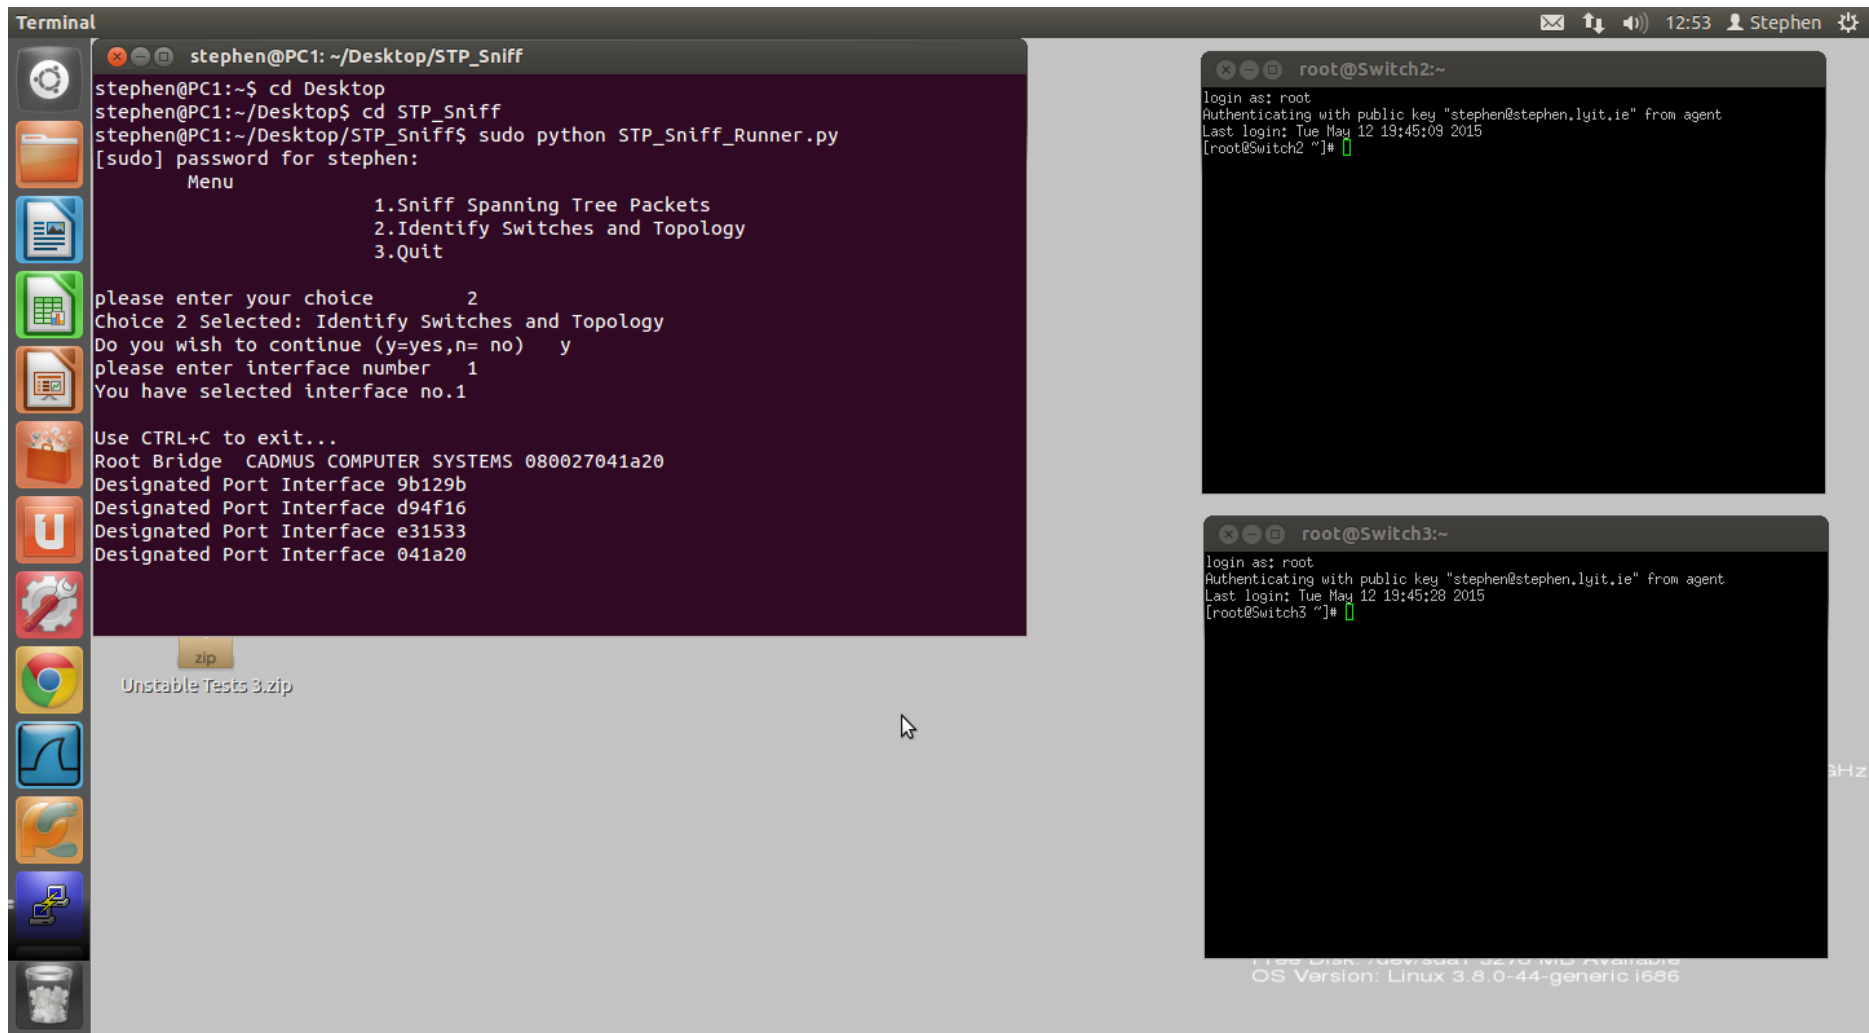 Terminal
12:53 Stephen
stephen@PC1: ~/Desktop/STP_Sniff
stephen@PC1:~$ cd Desktop
stephen@PC1:~/Desktop$ cd STP_Sniff
stephen@PC1:~/Desktop/STP_Sniff$ sudo python STP_Sniff_Runner.py
[sudo] password for stephen:
Menu
1.Sniff Spanning Tree Packets
2.Identify Switches and Topology
3.Quit
please enter your choice 2
Choice 2 Selected: Identify Switches and Topology
Do you wish to continue (y=yes,n= no) y
please enter interface number 1
You have selected interface no.1
Use CTRL+C to exit...
Root Bridge CADMUS COMPUTER SYSTEMS 080027041a20
Designated Port Interface 9b129b
Designated Port Interface d94f16
Designated Port Interface e31533
Designated Port Interface 041a20
zip
Unstable Tests 3.zip
root@Switch2:~
login as: root
Authenticating with public key "stephen@stephen.lyit.ie" from agent
Last login: Tue May 12 19:45:09 2015
[root@Switch2 ~]#
root@Switch3:~
login as: root
Authenticating with public key "stephen@stephen.lyit.ie" from agent
Last login: Tue May 12 19:45:28 2015
[root@Switch3 ~]#
GHz
Free Disk: /dev/sda1 3278 MB Available
OS Version: Linux 3.8.0-44-generic i686